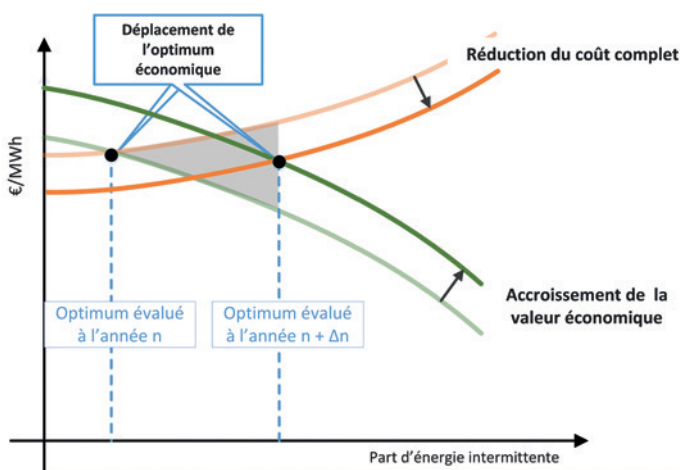 Déplacement de
l'optimum
économique
Réduction du coût complet
€/MWh
Optimum évalué
à l'année n
Optimum évalué
à l'année n + Δn
Accroissement de la
valeur économique
Part d'énergie intermittente